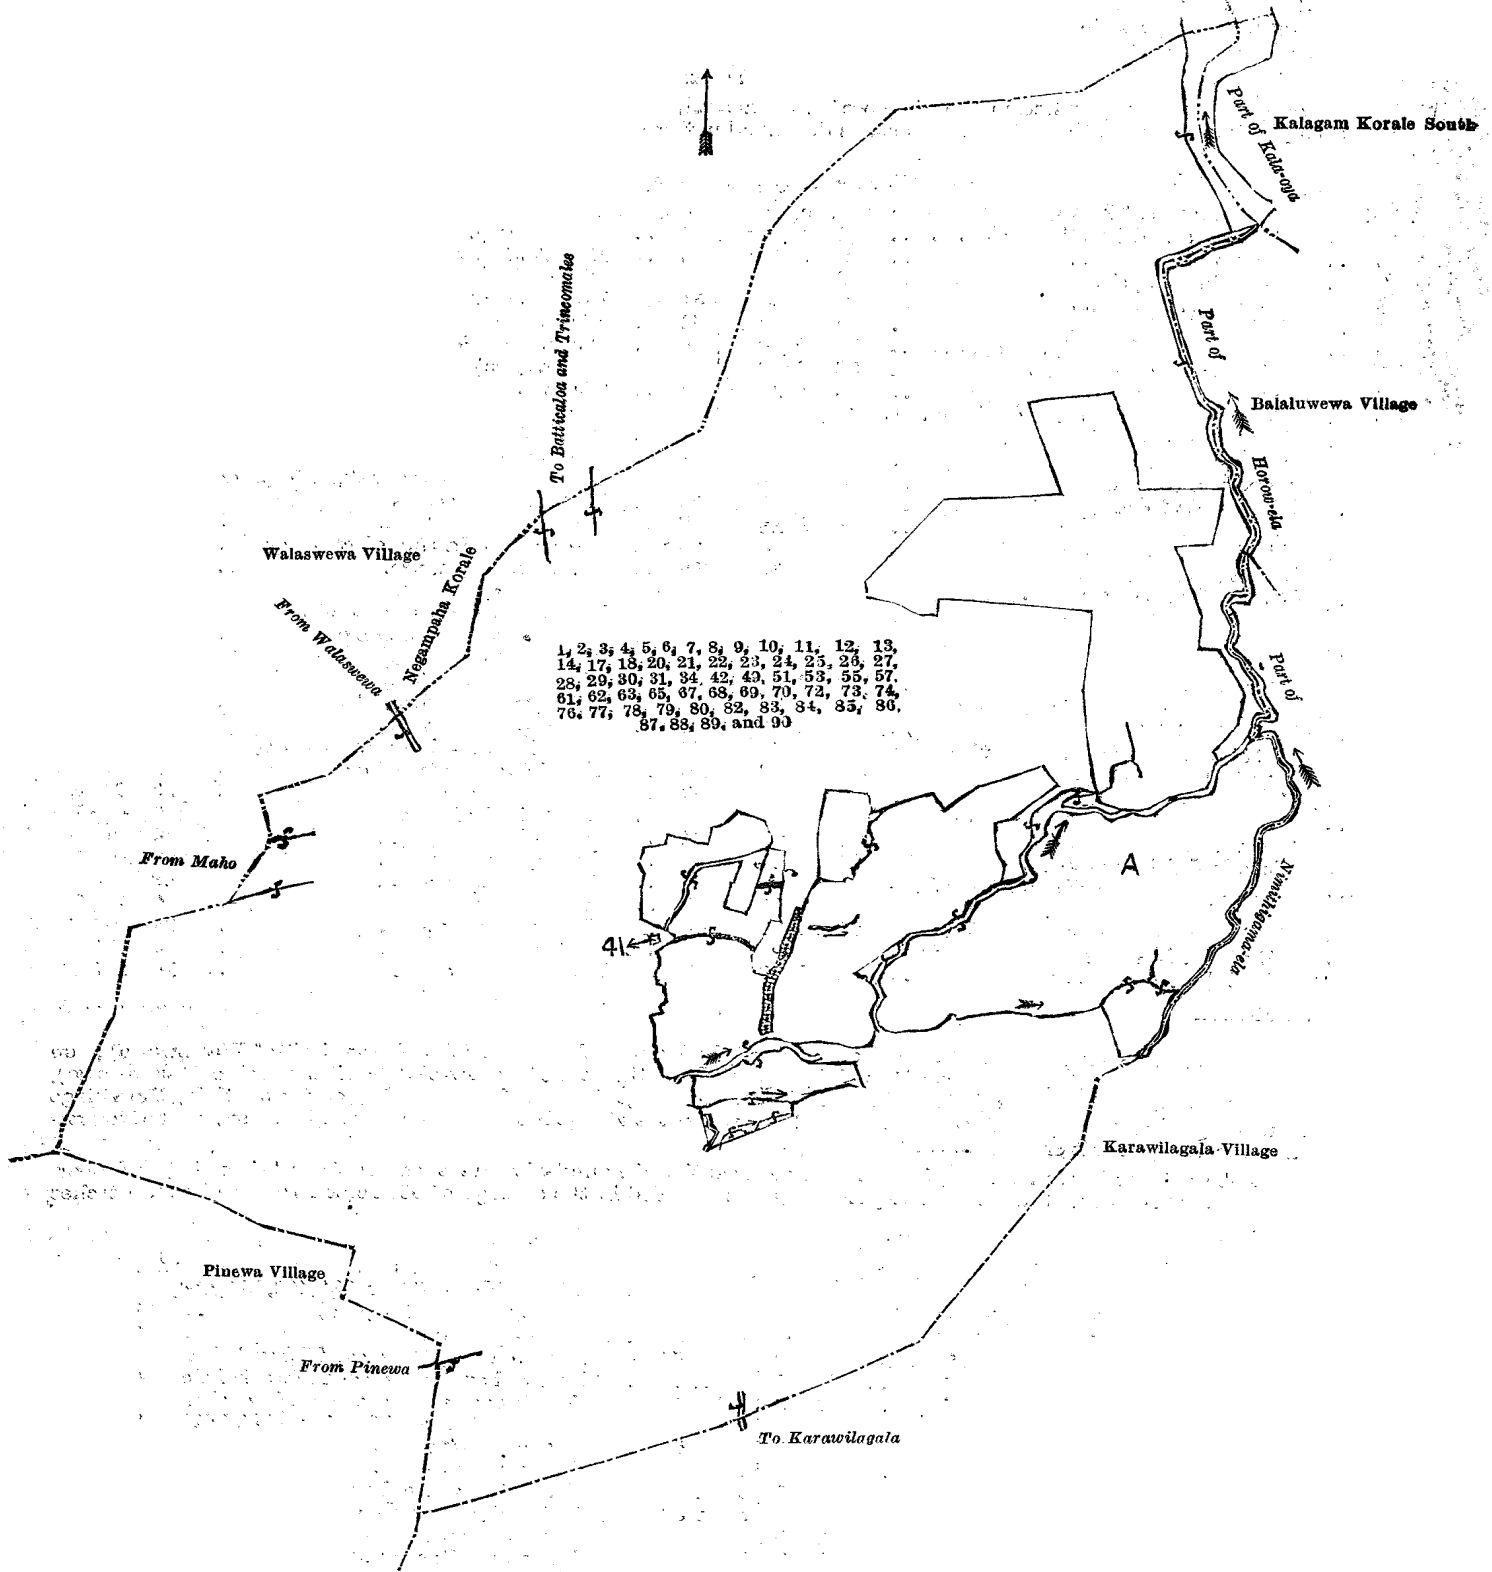 Part of Kala-oya
Kalagam Korale South
To Batticaloa and Trincomalee
Part of
Balaluwewa Village
Horow-ela
Walaswewa Village
Negampaha Korale
From Walaswewa
1, 2, 3, 4, 5, 6, 7, 8, 9, 10, 11, 12, 13,
14, 17, 18, 20, 21, 22, 23, 24, 25, 26, 27,
28, 29, 30, 31, 34, 42, 49, 51, 53, 55, 57,
61, 62, 63, 65, 67, 68, 69, 70, 72, 73, 74,
76, 77, 78, 79, 80, 82, 83, 84, 85, 86,
87, 88, 89, and 90
Part of
From Maho
A
Nimithigama-ela
41
Karawilagala Village
Pinewa Village
From Pinewa
To Karawilagala